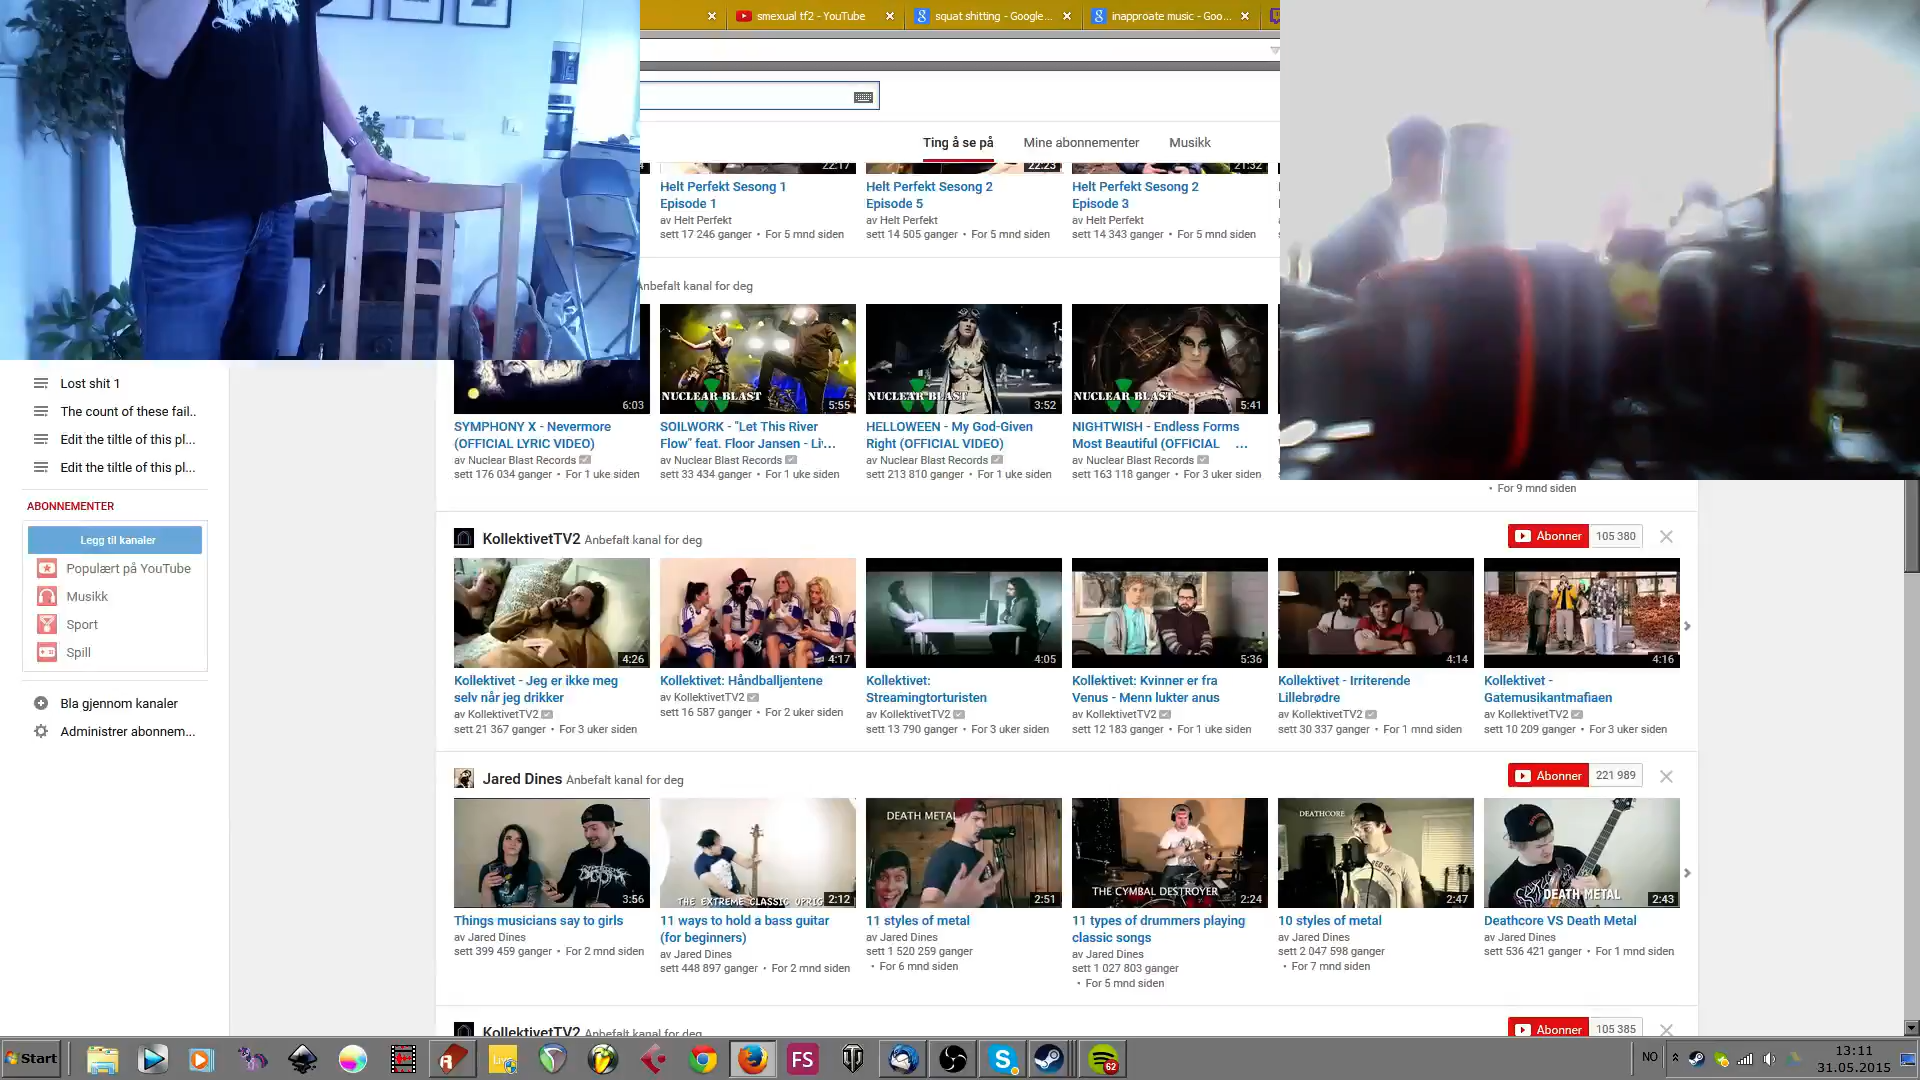 smexual tf2 - YouTube
squat shitting - Google...
inapproate music - Goo...
Ting å se på
Mine abonnementer
Musikk
22:17
22:23
21:32
Helt Perfekt Sesong 1
Episode 1
av Helt Perfekt
sett 17 246 ganger • For 5 mnd siden
Helt Perfekt Sesong 2
Episode 5
av Helt Perfekt
sett 14 505 ganger • For 5 mnd siden
Helt Perfekt Sesong 2
Episode 3
av Helt Perfekt
sett 14 343 ganger • For 5 mnd siden
Anbefalt kanal for deg
6:03
NUCLEAR BLAST
5:55
NUCLEAR BLAST
3:52
NUCLEAR BLAST
5:41
SYMPHONY X - Nevermore
(OFFICIAL LYRIC VIDEO)
av Nuclear Blast Records
sett 176 034 ganger • For 1 uke siden
SOILWORK - "Let This River
Flow" feat. Floor Jansen - Li'...
av Nuclear Blast Records
sett 33 434 ganger • For 1 uke siden
HELLOWEEN - My God-Given
Right (OFFICIAL VIDEO)
av Nuclear Blast Records
sett 213 810 ganger • For 1 uke siden
NIGHTWISH - Endless Forms
Most Beautiful (OFFICIAL ...
av Nuclear Blast Records
sett 163 118 ganger • For 3 uker siden
• For 9 mnd siden
Lost shit 1
The count of these fail..
Edit the tiltle of this pl...
Edit the tiltle of this pl...
ABONNEMENTER
Legg til kanaler
Populært på YouTube
Musikk
Sport
Spill
Bla gjennom kanaler
Administrer abonnem...
KollektivetTV2 Anbefalt kanal for deg
Abonner 105 380
4:26
4:17
4:05
5:36
4:14
4:16
Kollektivet - Jeg er ikke meg
selv når jeg drikker
av KollektivetTV2
sett 21 367 ganger • For 3 uker siden
Kollektivet: Håndballjentene
av KollektivetTV2
sett 16 587 ganger • For 2 uker siden
Kollektivet:
Streamingtorturisten
av KollektivetTV2
sett 13 790 ganger • For 3 uker siden
Kollektivet: Kvinner er fra
Venus - Menn lukter anus
av KollektivetTV2
sett 12 183 ganger • For 1 uke siden
Kollektivet - Irriterende
Lillebrødre
av KollektivetTV2
sett 30 337 ganger • For 1 mnd siden
Kollektivet -
Gatemusikantmafiaen
av KollektivetTV2
sett 10 209 ganger • For 3 uker siden
Jared Dines Anbefalt kanal for deg
Abonner 221 989
3:56
THE EXTREME CLASSIC UPRIG
2:12
DEATH METAL
2:51
THE CYMBAL DESTROYER
2:24
DEATHCORE
2:47
DEATH METAL
2:43
Things musicians say to girls
av Jared Dines
sett 399 459 ganger • For 2 mnd siden
11 ways to hold a bass guitar
(for beginners)
av Jared Dines
sett 448 897 ganger • For 2 mnd siden
11 styles of metal
av Jared Dines
sett 1 520 259 ganger
• For 6 mnd siden
11 types of drummers playing
classic songs
av Jared Dines
sett 1 027 803 ganger
• For 5 mnd siden
10 styles of metal
av Jared Dines
sett 2 047 598 ganger
• For 7 mnd siden
Deathcore VS Death Metal
av Jared Dines
sett 536 421 ganger • For 1 mnd siden
KollektivetTV2 Anbefalt kanal for deg
Abonner 105 385
Start
FS
62
NO
13:11
31.05.2015